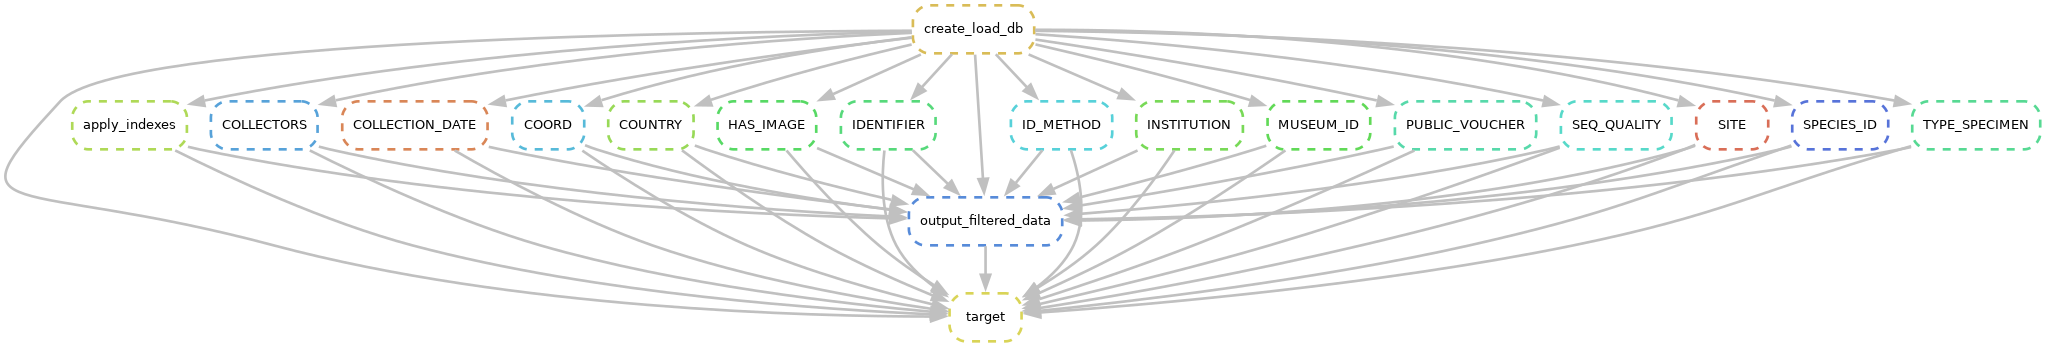 create_load_db
apply_indexes
COLLECTORS
COLLECTION_DATE
COORD
COUNTRY
HAS_IMAGE
IDENTIFIER
ID_METHOD
INSTITUTION
MUSEUM_ID
PUBLIC_VOUCHER
SEQ_QUALITY
SITE
SPECIES_ID
TYPE_SPECIMEN
output_filtered_data
target